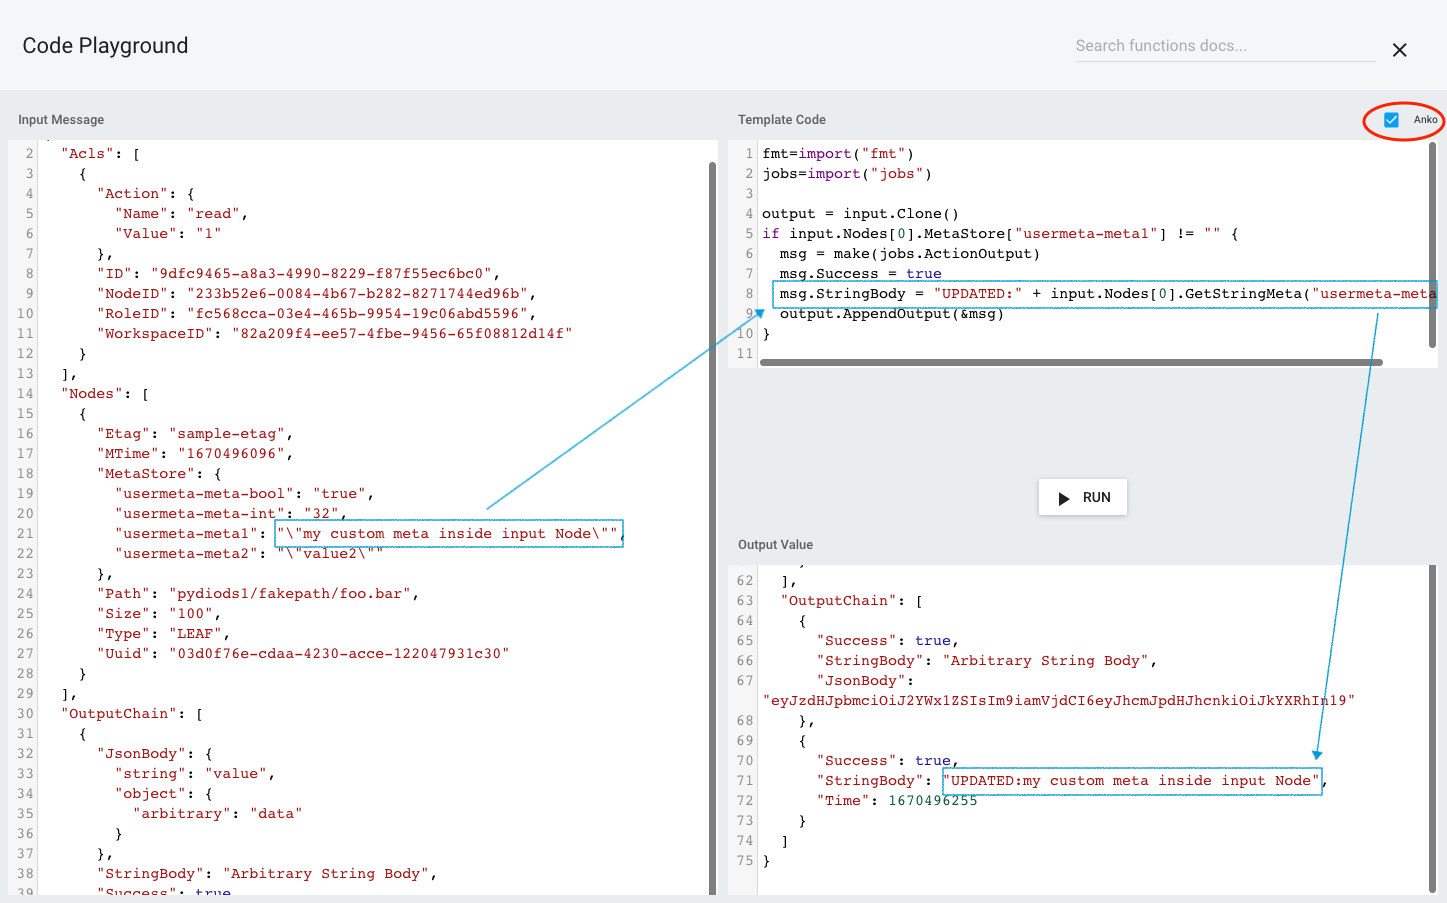 Code Playground
Search functions docs...
Input Message
2 "Acls": [
3 {
4 "Action": {
5 "Name": "read",
6 "Value": "1"
7 },
8 "ID": "9dfc9465-a8a3-4990-8229-f87f55ec6bc0",
9 "NodeID": "233b52e6-0084-4b67-b282-8271744ed96b",
10 "RoleID": "fc568cca-03e4-465b-9954-19c06abd5596",
11 "WorkspaceID": "82a209f4-ee57-4fbe-9456-65f08812d14f"
12 }
13 ],
14 "Nodes": [
15 {
16 "Etag": "sample-etag",
17 "MTime": "1670496096",
18 "MetaStore": {
19 "usermeta-meta-bool": "true",
20 "usermeta-meta-int": "32",
21 "usermeta-meta1": "\"my custom meta inside input Node\"",
22 "usermeta-meta2": "\"value2\""
23 },
24 "Path": "pydiods1/fakepath/foo.bar",
25 "Size": "100",
26 "Type": "LEAF",
27 "Uuid": "03d0f76e-cdaa-4230-acce-122047931c30"
28 }
29 ],
30 "OutputChain": [
31 {
32 "JsonBody": {
33 "string": "value",
34 "object": {
35 "arbitrary": "data"
36 }
37 },
38 "StringBody": "Arbitrary String Body",
39 "Success": true
Template Code
Anko
1 fmt=import("fmt")
2 jobs=import("jobs")
3
4 output = input.Clone()
5 if input.Nodes[0].MetaStore["usermeta-meta1"] != "" {
6 msg = make(jobs.ActionOutput)
7 msg.Success = true
8 msg.StringBody = "UPDATED:" + input.Nodes[0].GetStringMeta("usermeta-meta
9 output.AppendOutput(&msg)
10 }
11
RUN
Output Value
62 ],
63 "OutputChain": [
64 {
65 "Success": true,
66 "StringBody": "Arbitrary String Body",
67 "JsonBody":
"eyJzdHJpbmciOiJ2YWx1ZSIsIm9iamVjdCI6eyJhcmJpdHJhcnkiOiJkYXRhIn19"
68 },
69 {
70 "Success": true,
71 "StringBody": "UPDATED:my custom meta inside input Node",
72 "Time": 1670496255
73 }
74 ]
75 }